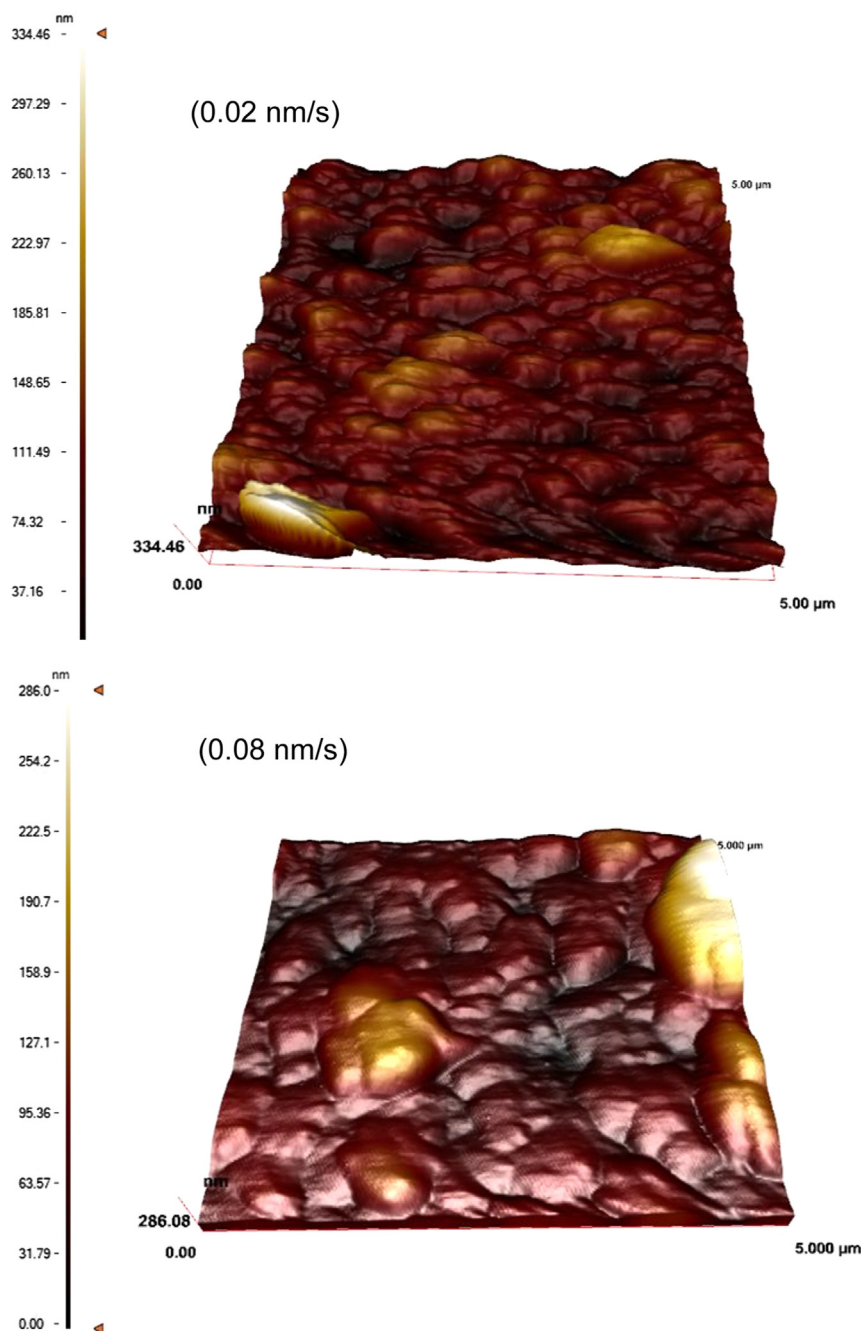 nm
334.46
297.29
260.13
222.97
185.81
148.65
111.49
74.32
37.16
(0.02 nm/s)
5.00 µm
nm
334.46
0.00
5.00 µm
nm
286.0
254.2
222.5
190.7
158.9
127.1
95.36
63.57
31.79
0.00
(0.08 nm/s)
5.000 µm
nm
286.08
0.00
5.000 µm